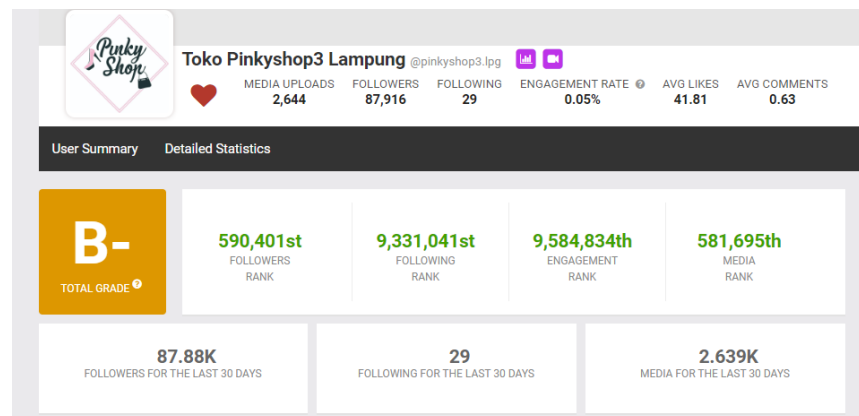 Pinky
Shop
Toko Pinkyshop3 Lampung @pinkyshop3.lpg
MEDIA UPLOADS FOLLOWERS FOLLOWING ENGAGEMENT RATE AVG LIKES AVG COMMENTS
2,644 87,916 29 0.05% 41.81 0.63
User Summary Detailed Statistics
B-
TOTAL GRADE
590,401st 9,331,041st 9,584,834th 581,695th
FOLLOWERS FOLLOWING ENGAGEMENT MEDIA
RANK RANK RANK RANK
87.88K 29 2.639K
FOLLOWERS FOR THE LAST 30 DAYS FOLLOWING FOR THE LAST 30 DAYS MEDIA FOR THE LAST 30 DAYS